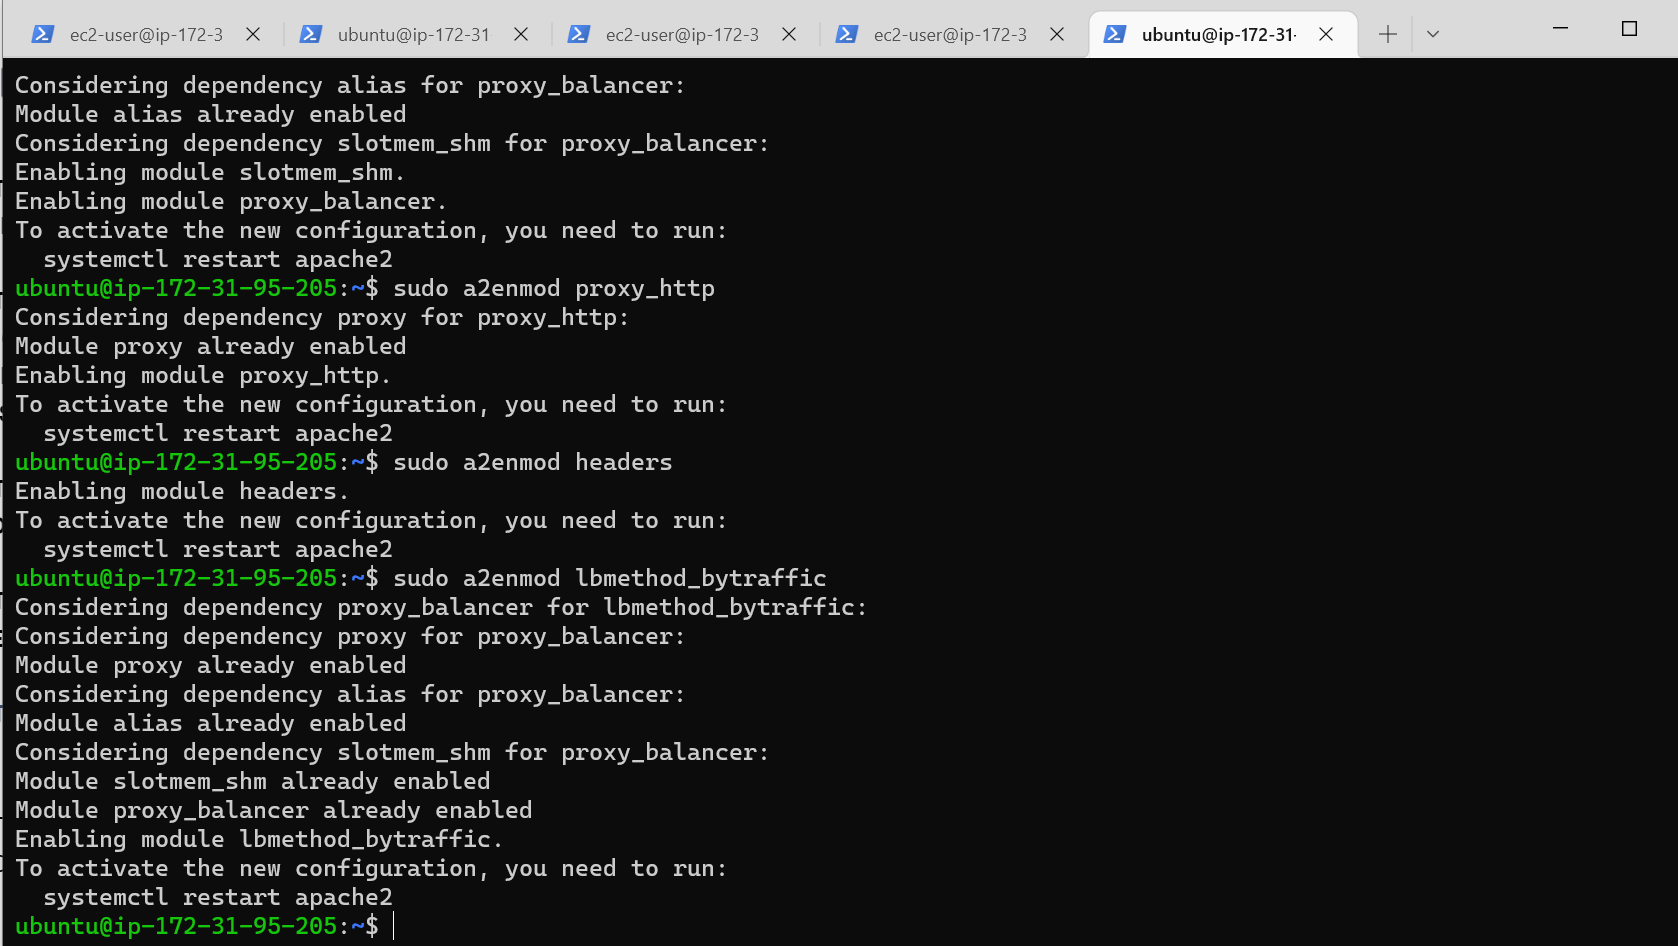 ec2-user@ip-172-3
ubuntu@ip-172-31
ec2-user@ip-172-3
ec2-user@ip-172-3
ubuntu@ip-172-31-
Considering dependency alias for proxy_balancer:
Module alias already enabled
Considering dependency slotmem_shm for proxy_balancer:
Enabling module slotmem_shm.
Enabling module proxy_balancer.
To activate the new configuration, you need to run:
  systemctl restart apache2
ubuntu@ip-172-31-95-205:~$ sudo a2enmod proxy_http
Considering dependency proxy for proxy_http:
Module proxy already enabled
Enabling module proxy_http.
To activate the new configuration, you need to run:
  systemctl restart apache2
ubuntu@ip-172-31-95-205:~$ sudo a2enmod headers
Enabling module headers.
To activate the new configuration, you need to run:
  systemctl restart apache2
ubuntu@ip-172-31-95-205:~$ sudo a2enmod lbmethod_bytraffic
Considering dependency proxy_balancer for lbmethod_bytraffic:
Considering dependency proxy for proxy_balancer:
Module proxy already enabled
Considering dependency alias for proxy_balancer:
Module alias already enabled
Considering dependency slotmem_shm for proxy_balancer:
Module slotmem_shm already enabled
Module proxy_balancer already enabled
Enabling module lbmethod_bytraffic.
To activate the new configuration, you need to run:
  systemctl restart apache2
ubuntu@ip-172-31-95-205:~$